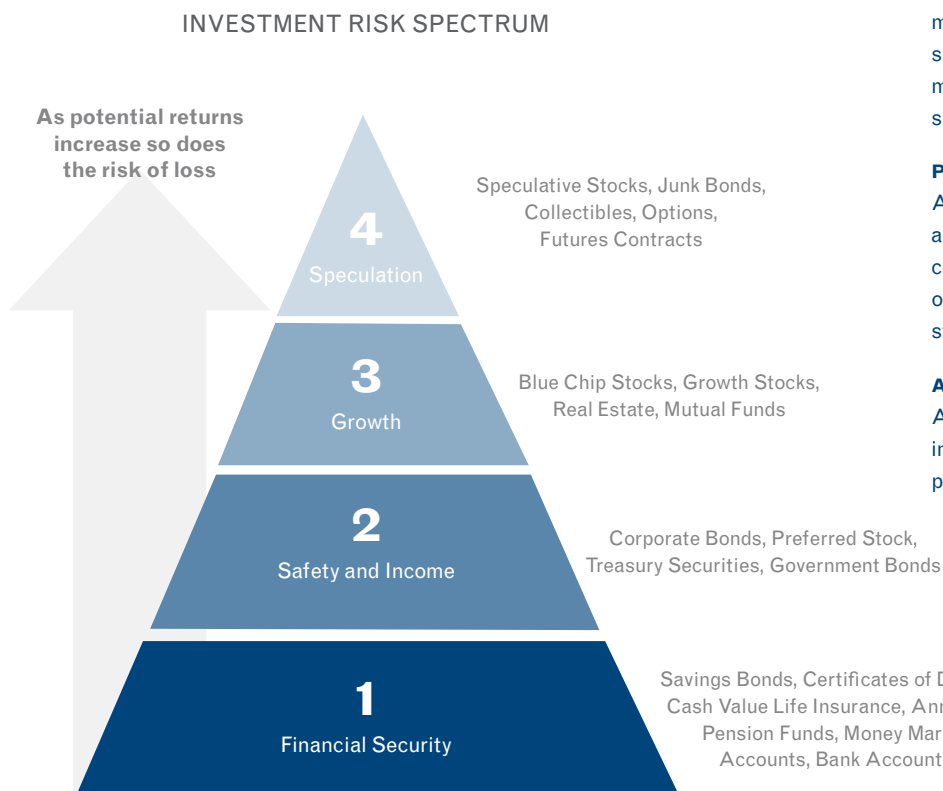 INVESTMENT RISK SPECTRUM
As potential returns
increase so does
the risk of loss
4
Speculation
Speculative Stocks, Junk Bonds,
Collectibles, Options,
Futures Contracts
3
Growth
Blue Chip Stocks, Growth Stocks,
Real Estate, Mutual Funds
2
Safety and Income
Corporate Bonds, Preferred Stock,
Treasury Securities, Government Bonds
1
Financial Security
Savings Bonds, Certificates of
Cash Value Life Insurance,
Pension Funds, Money
Accounts, Bank